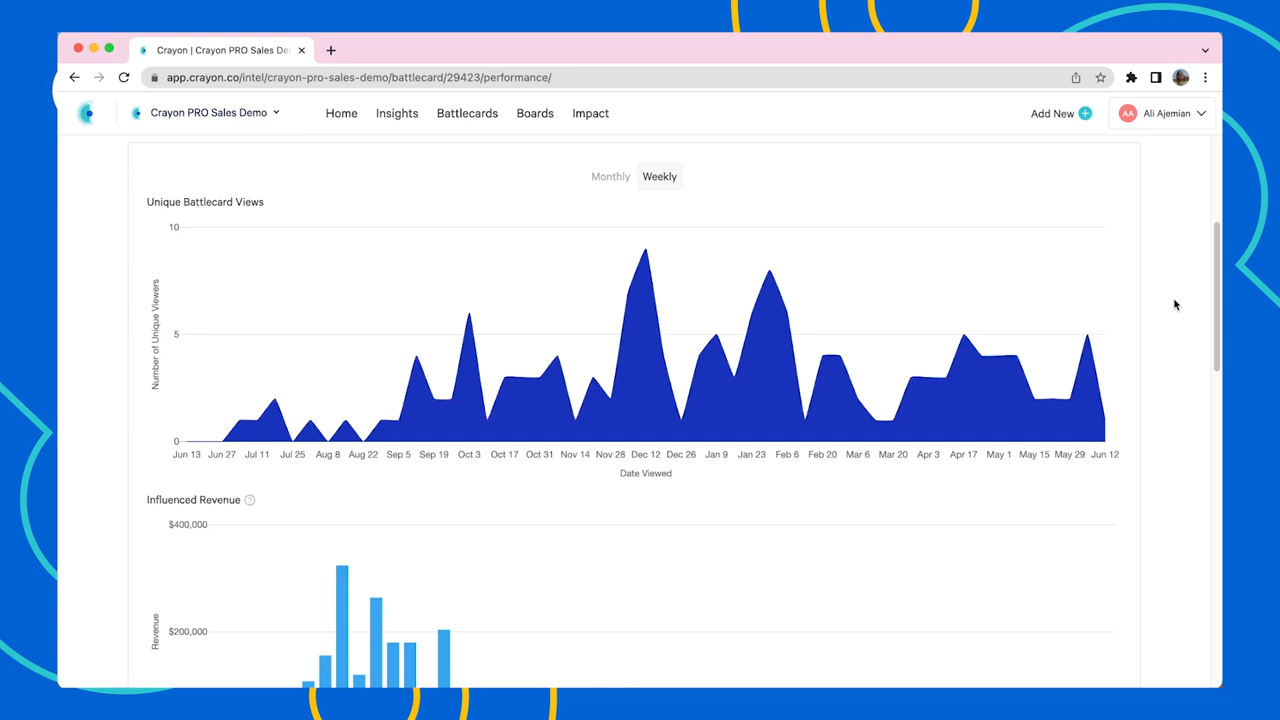 Crayon | Crayon PRO Sales De
app.crayon.co/intel/crayon-pro-sales-demo/battlecard/29423/performance/
Crayon PRO Sales Demo Home Insights Battlecards Boards Impact Add New AA Ali Ajemian
Monthly Weekly
Unique Battlecard Views
10
5
0
Number of Unique Viewers
Jun 13 Jun 27 Jul 11 Jul 25 Aug 8 Aug 22 Sep 5 Sep 19 Oct 3 Oct 17 Oct 31 Nov 14 Nov 28 Dec 12 Dec 26 Jan 9 Jan 23 Feb 6 Feb 20 Mar 6 Mar 20 Apr 3 Apr 17 May 1 May 15 May 29 Jun 12
Date Viewed
Influenced Revenue ?
$400,000
$200,000
Revenue